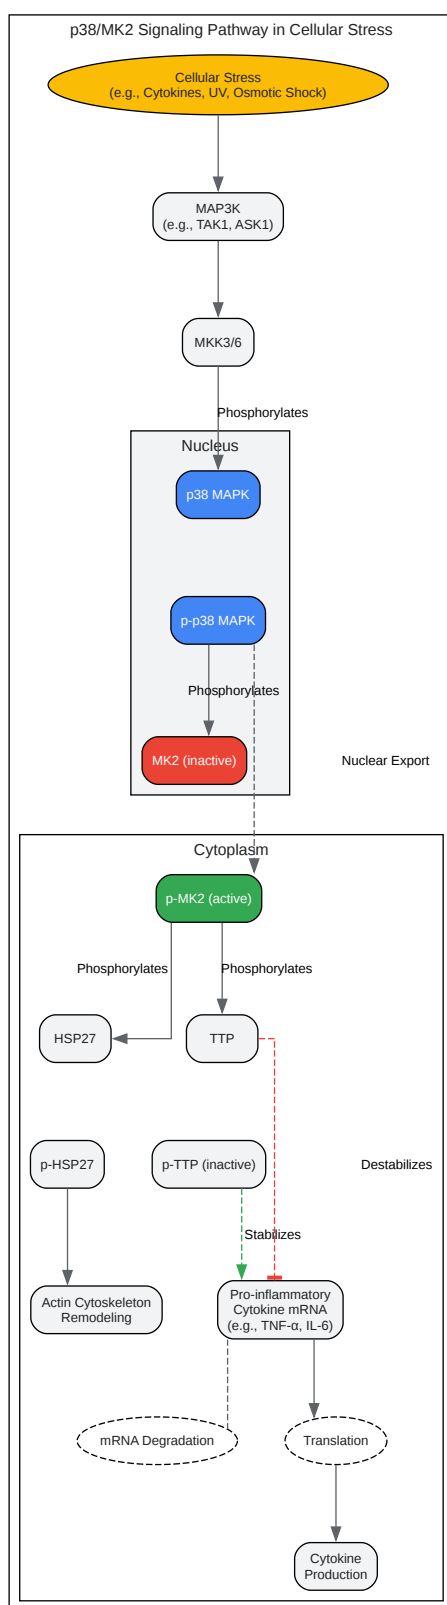 p38/MK2 Signaling Pathway in Cellular Stress
Cellular Stress
(e.g., Cytokines, UV, Osmotic Shock)
MAP3K
(e.g., TAK1, ASK1)
MKK3/6
Phosphorylates
Nucleus
p38 MAPK
p-p38 MAPK
Phosphorylates
MK2 (inactive)
Nuclear Export
Cytoplasm
p-MK2 (active)
Phosphorylates
Phosphorylates
HSP27
TTP
p-HSP27
p-TTP (inactive)
Destabilizes
Stabilizes
Actin Cytoskeleton
Remodeling
Pro-inflammatory
Cytokine mRNA
(e.g., TNF-α, IL-6)
mRNA Degradation
Translation
Cytokine
Production